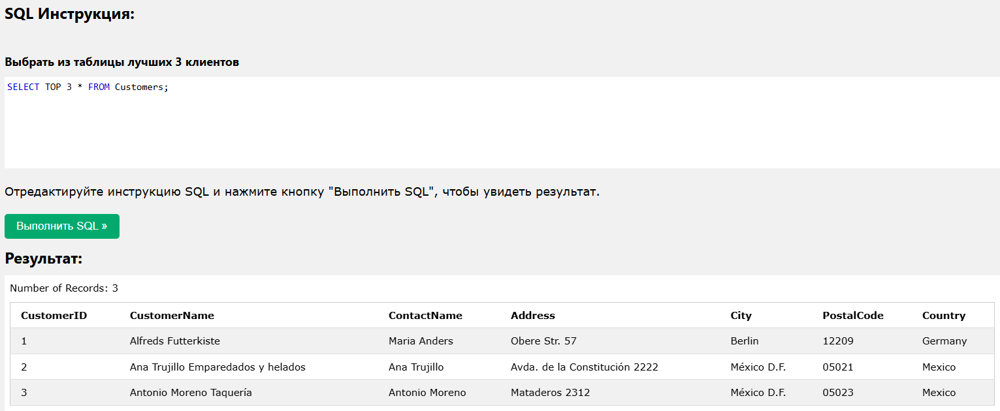 SQL Инструкция:
Выбрать из таблицы лучших 3 клиентов
SELECT TOP 3 * FROM Customers;
Отредактируйте инструкцию SQL и нажмите кнопку "Выполнить SQL", чтобы увидеть результат.
Выполнить SQL »
Результат:
Number of Records: 3
CustomerID CustomerName ContactName Address City PostalCode Country
1 Alfreds Futterkiste Maria Anders Obere Str. 57 Berlin 12209 Germany
2 Ana Trujillo Emparedados y helados Ana Trujillo Avda. de la Constitución 2222 México D.F. 05021 Mexico
3 Antonio Moreno Taquería Antonio Moreno Mataderos 2312 México D.F. 05023 Mexico